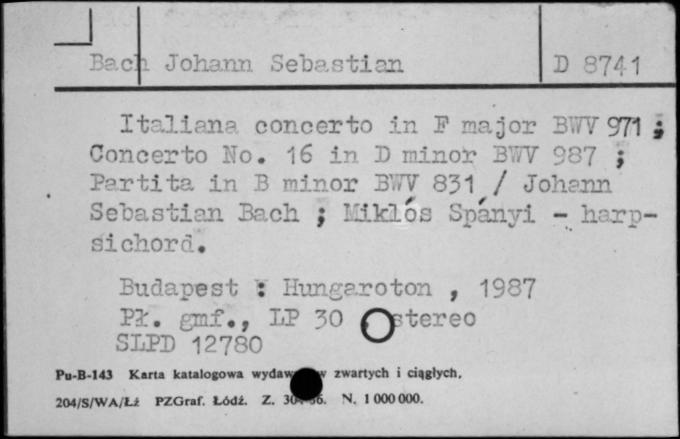 Bach Johann Sebastian D 8741
Italiana concerto in F major BWV 971 ;
Concerto No. 16 in D minor BWV 987 ;
Partita in B minor BWV 831 / Johann
Sebastian Bach ; Miklós Spányi - harp-
sichord.
Budapest : Hungaroton , 1987
Pł. gmf., LP 30 , stereo
SLPD 12780
Pu-B-143 Karta katalogowa zwartych i ciągłych.
204/S/WA/Łż PZGraf. Łódź. Z. N. 1 000 000.